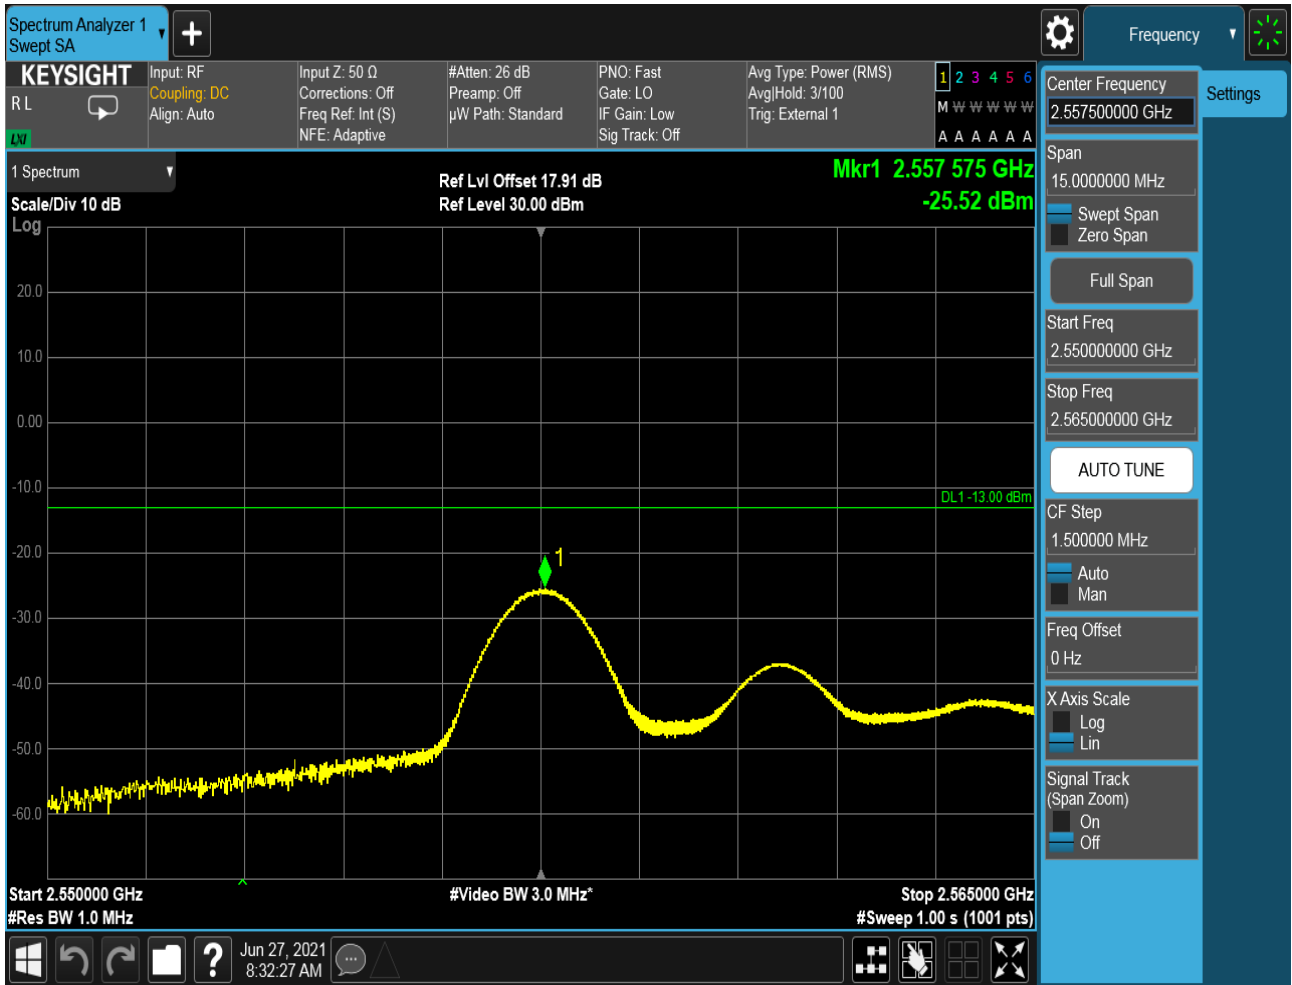 Spectrum Analyzer 1
Swept SA
Frequency
KEYSIGHT
R L
LXI
Input: RF
Coupling: DC
Align: Auto
Input Z: 50 Ω
Corrections: Off
Freq Ref: Int (S)
NFE: Adaptive
#Atten: 26 dB
Preamp: Off
µW Path: Standard
PNO: Fast
Gate: LO
IF Gain: Low
Sig Track: Off
Avg Type: Power (RMS)
Avg|Hold: 3/100
Trig: External 1
1 2 3 4 5 6
M W W W W W
A A A A A A
1 Spectrum
Scale/Div 10 dB
Log
Ref Lvl Offset 17.91 dB
Ref Level 30.00 dBm
Mkr1 2.557 575 GHz
-25.52 dBm
20.0
10.0
0.00
-10.0
-20.0
-30.0
-40.0
-50.0
-60.0
DL1 -13.00 dBm
1
Start 2.550000 GHz
#Res BW 1.0 MHz
#Video BW 3.0 MHz*
Stop 2.565000 GHz
#Sweep 1.00 s (1001 pts)
Jun 27, 2021
8:32:27 AM
Center Frequency
2.557500000 GHz
Settings
Span
15.0000000 MHz
Swept Span
Zero Span
Full Span
Start Freq
2.550000000 GHz
Stop Freq
2.565000000 GHz
AUTO TUNE
CF Step
1.500000 MHz
Auto
Man
Freq Offset
0 Hz
X Axis Scale
Log
Lin
Signal Track
(Span Zoom)
On
Off